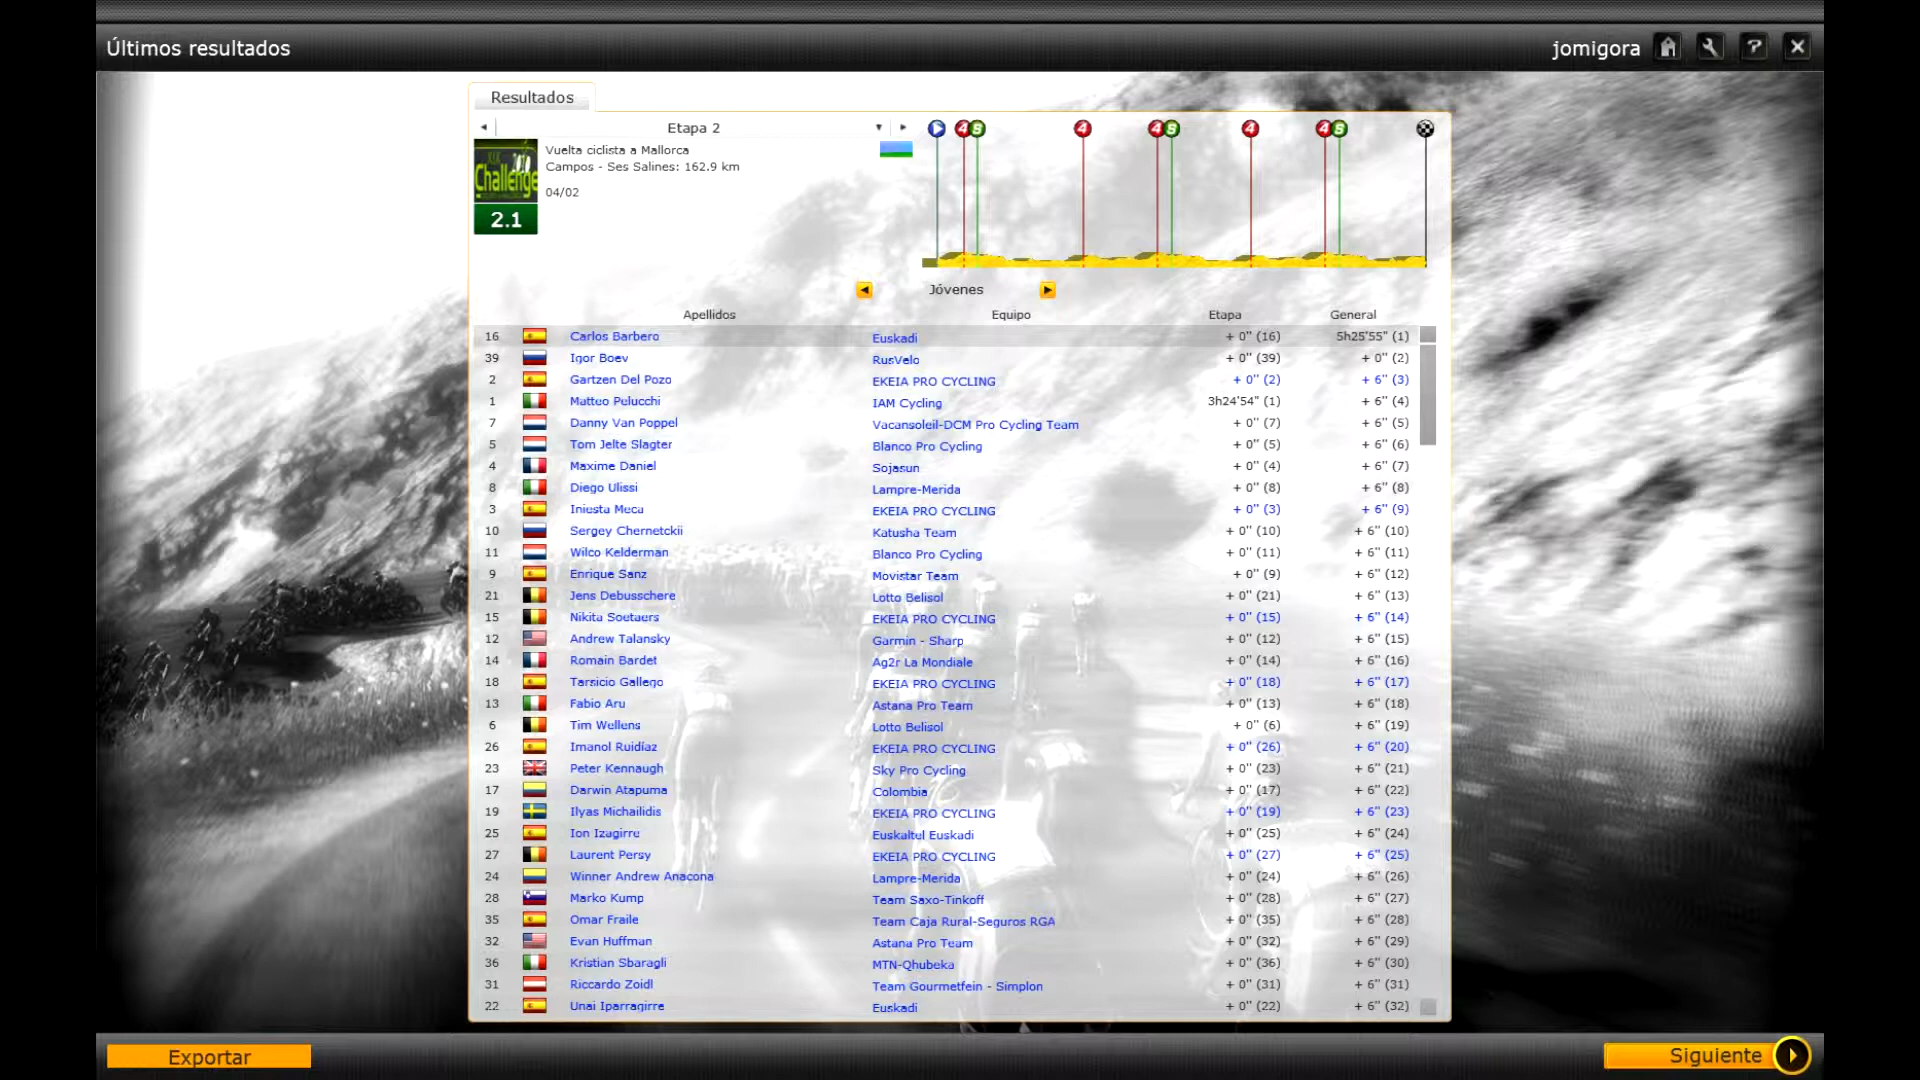 Últimos resultados
jomigora
Resultados
Etapa 2
Vuelta ciclista a Mallorca
Campos - Ses Salines: 162.9 km
04/02
Challenge
2.1
4 S 4 4 S 4 4 S
Jóvenes
Apellidos Equipo Etapa General
16 Carlos Barbero Euskadi + 0'' (16) 5h25'55'' (1)
39 Igor Boev RusVelo + 0'' (39) + 0'' (2)
2 Gartzen Del Pozo EKEIA PRO CYCLING + 0'' (2) + 6'' (3)
1 Matteo Pelucchi IAM Cycling 3h24'54'' (1) + 6'' (4)
7 Danny Van Poppel Vacansoleil-DCM Pro Cycling Team + 0'' (7) + 6'' (5)
5 Tom Jelte Slagter Blanco Pro Cycling + 0'' (5) + 6'' (6)
4 Maxime Daniel Sojasun + 0'' (4) + 6'' (7)
8 Diego Ulissi Lampre-Merida + 0'' (8) + 6'' (8)
3 Iniesta Meca EKEIA PRO CYCLING + 0'' (3) + 6'' (9)
10 Sergey Chernetckii Katusha Team + 0'' (10) + 6'' (10)
11 Wilco Kelderman Blanco Pro Cycling + 0'' (11) + 6'' (11)
9 Enrique Sanz Movistar Team + 0'' (9) + 6'' (12)
21 Jens Debusschere Lotto Belisol + 0'' (21) + 6'' (13)
15 Nikita Soetaers EKEIA PRO CYCLING + 0'' (15) + 6'' (14)
12 Andrew Talansky Garmin - Sharp + 0'' (12) + 6'' (15)
14 Romain Bardet Ag2r La Mondiale + 0'' (14) + 6'' (16)
18 Tarsicio Gallego EKEIA PRO CYCLING + 0'' (18) + 6'' (17)
13 Fabio Aru Astana Pro Team + 0'' (13) + 6'' (18)
6 Tim Wellens Lotto Belisol + 0'' (6) + 6'' (19)
26 Imanol Ruidíaz EKEIA PRO CYCLING + 0'' (26) + 6'' (20)
23 Peter Kennaugh Sky Pro Cycling + 0'' (23) + 6'' (21)
17 Darwin Atapuma Colombia + 0'' (17) + 6'' (22)
19 Ilyas Michailidis EKEIA PRO CYCLING + 0'' (19) + 6'' (23)
25 Ion Izagirre Euskaltel Euskadi + 0'' (25) + 6'' (24)
27 Laurent Persy EKEIA PRO CYCLING + 0'' (27) + 6'' (25)
24 Winner Andrew Anacona Lampre-Merida + 0'' (24) + 6'' (26)
28 Marko Kump Team Saxo-Tinkoff + 0'' (28) + 6'' (27)
35 Omar Fraile Team Caja Rural-Seguros RGA + 0'' (35) + 6'' (28)
32 Evan Huffman Astana Pro Team + 0'' (32) + 6'' (29)
36 Kristian Sbaragli MTN-Qhubeka + 0'' (36) + 6'' (30)
31 Riccardo Zoidl Team Gourmetfein - Simplon + 0'' (31) + 6'' (31)
22 Unai Iparragirre Euskadi + 0'' (22) + 6'' (32)
Exportar
Siguiente